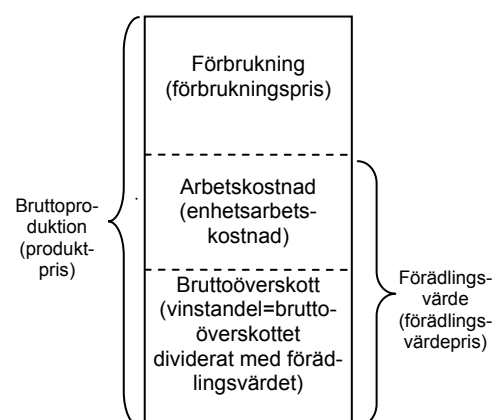 Förbrukning
(förbrukningspris)
Arbetskostnad
(enhetsarbets-
kostnad)
Bruttoöverskott
(vinstandel=brutto-
överskottet
dividerat med föräd-
lingsvärdet)
Bruttopro-
duktion
(produkt-
pris)
Förädlings-
värde
(förädlings-
värdepris)